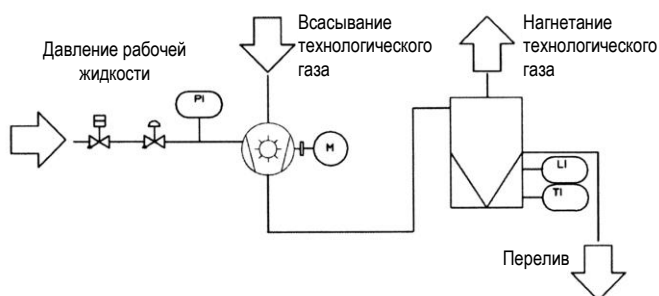 Давление рабочей
жидкости
Всасывание
технологического
газа
Нагнетание
технологического
газа
PI
M
LI
TI
Перелив